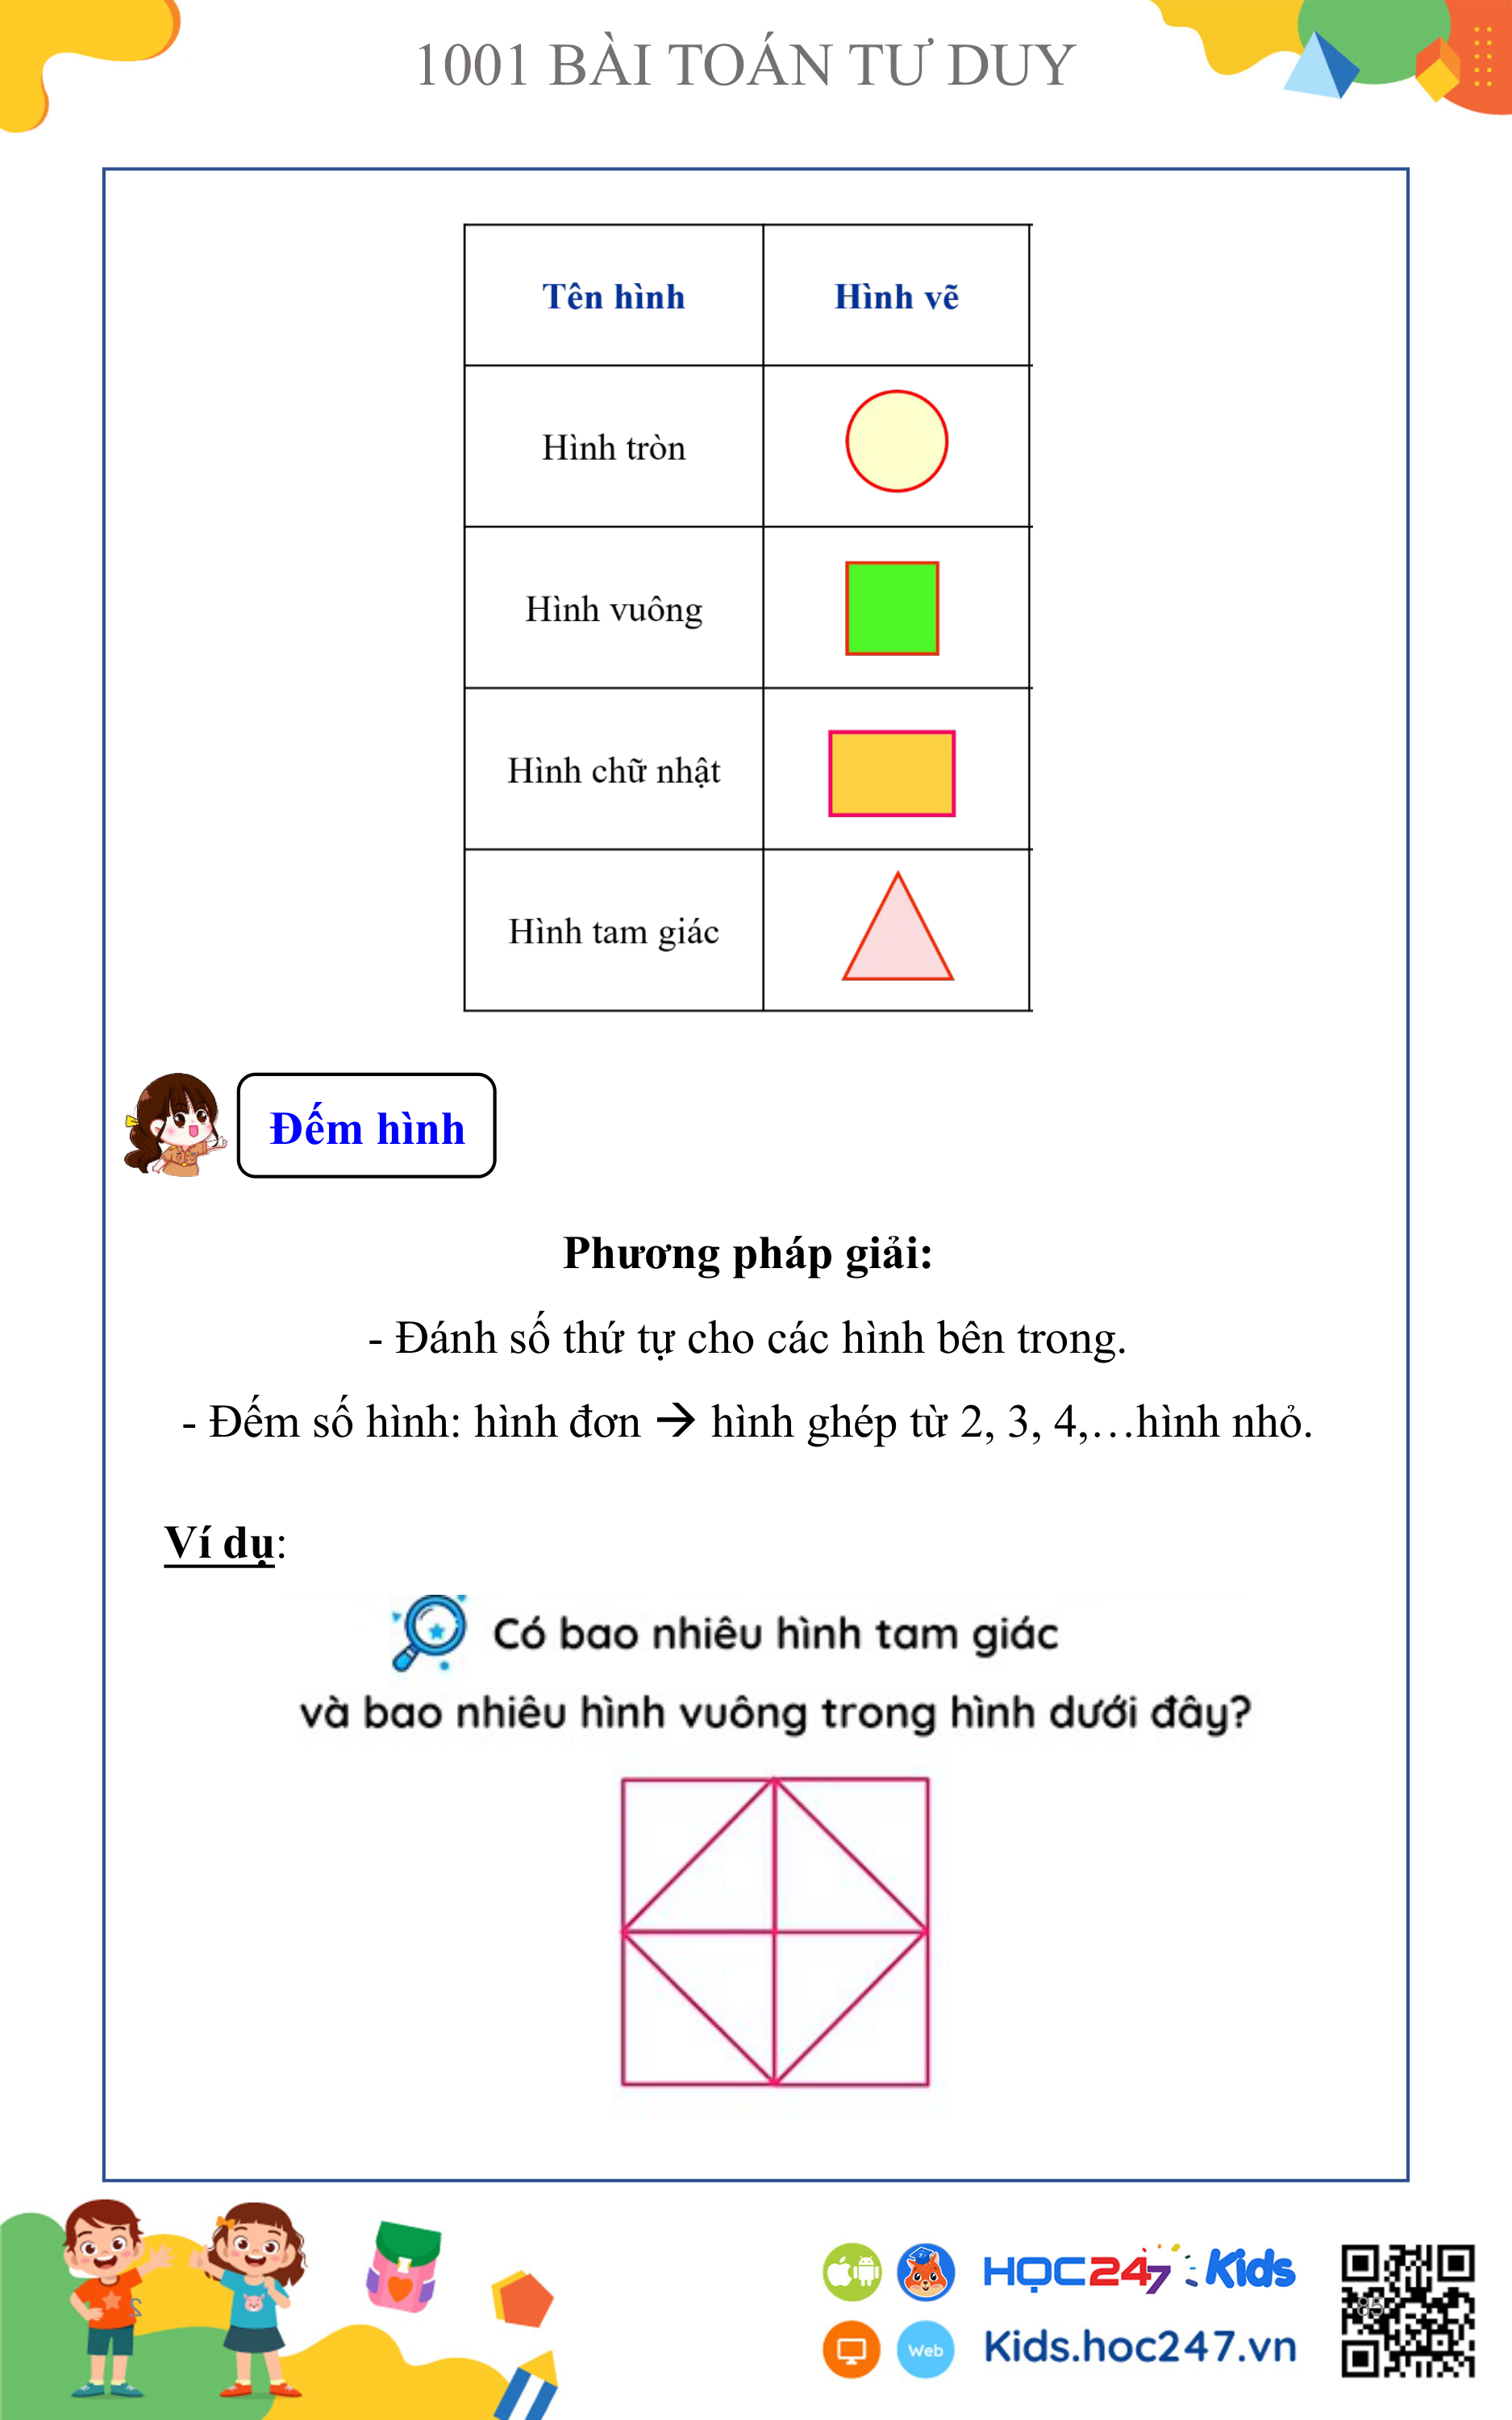 1001 BÀI TOÁN TƯ DUY
Tên hình Hình vẽ
Hình tròn
Hình vuông
Hình chữ nhật
Hình tam giác
Đếm hình
Phương pháp giải:
- Đánh số thứ tự cho các hình bên trong.
- Đếm số hình: hình đơn → hình ghép từ 2, 3, 4,…hình nhỏ.
Ví dụ:
Có bao nhiêu hình tam giác
và bao nhiêu hình vuông trong hình dưới đây?
HỌC247 Kids
2
85
Web Kids.hoc247.vn